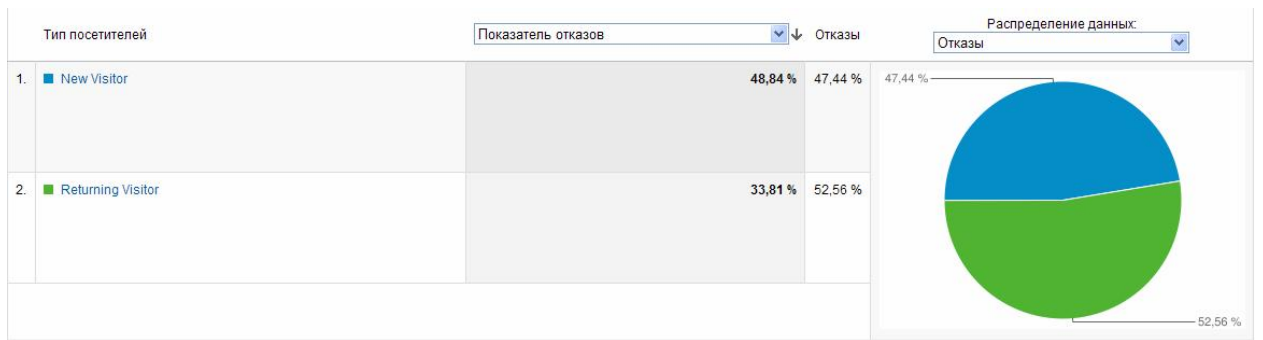 Тип посетителей
Показатель отказов
Отказы
Распределение данных:
Отказы
1. New Visitor 48,84 % 47,44 %
2. Returning Visitor 33,81 % 52,56 %
47,44 %
52,56 %